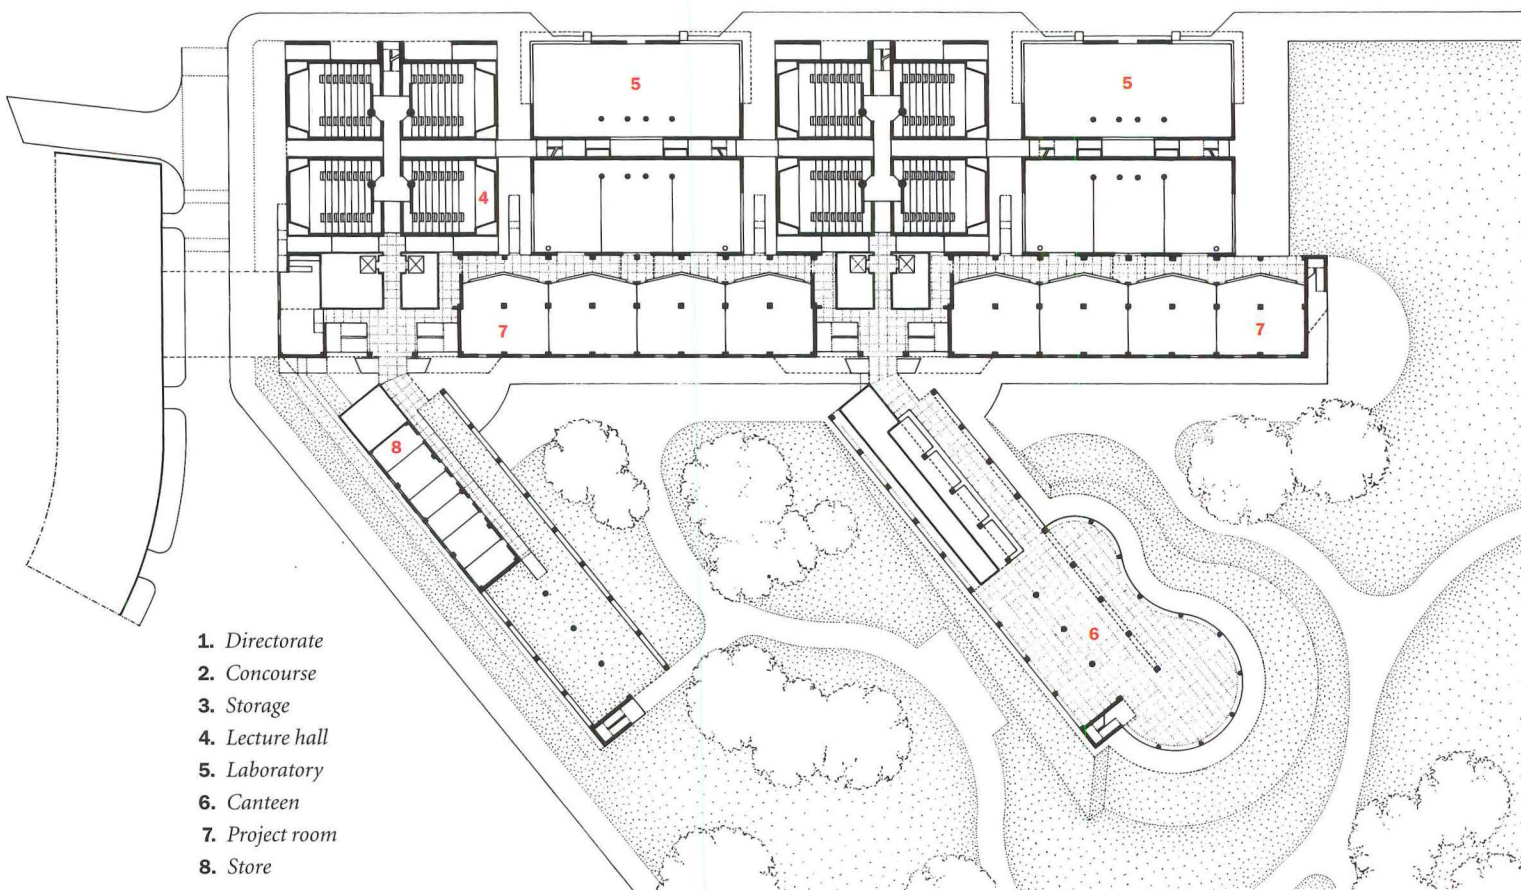 5
5
4
7
7
8
6
1. Directorate
2. Concourse
3. Storage
4. Lecture hall
5. Laboratory
6. Canteen
7. Project room
8. Store